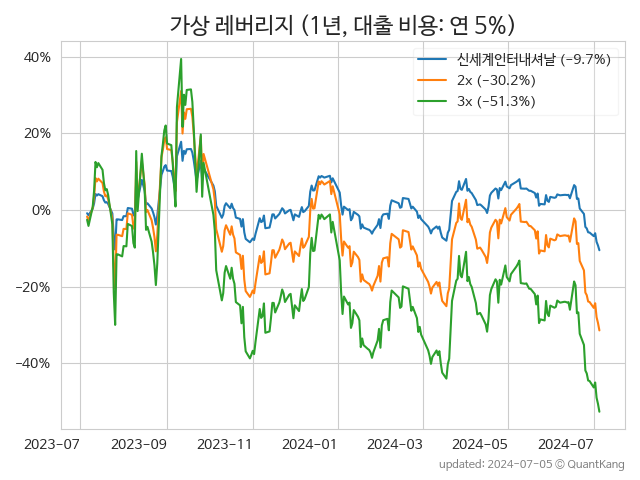 가상 레버리지 (1년, 대출 비용: 연 5%)
신세계인터내셔날 (−9.7%)
2x (−30.2%)
3x (−51.3%)
40%
20%
0%
−20%
−40%
2023-07 2023-09 2023-11 2024-01 2024-03 2024-05 2024-07
updated: 2024-07-05 ⓒ QuantKang